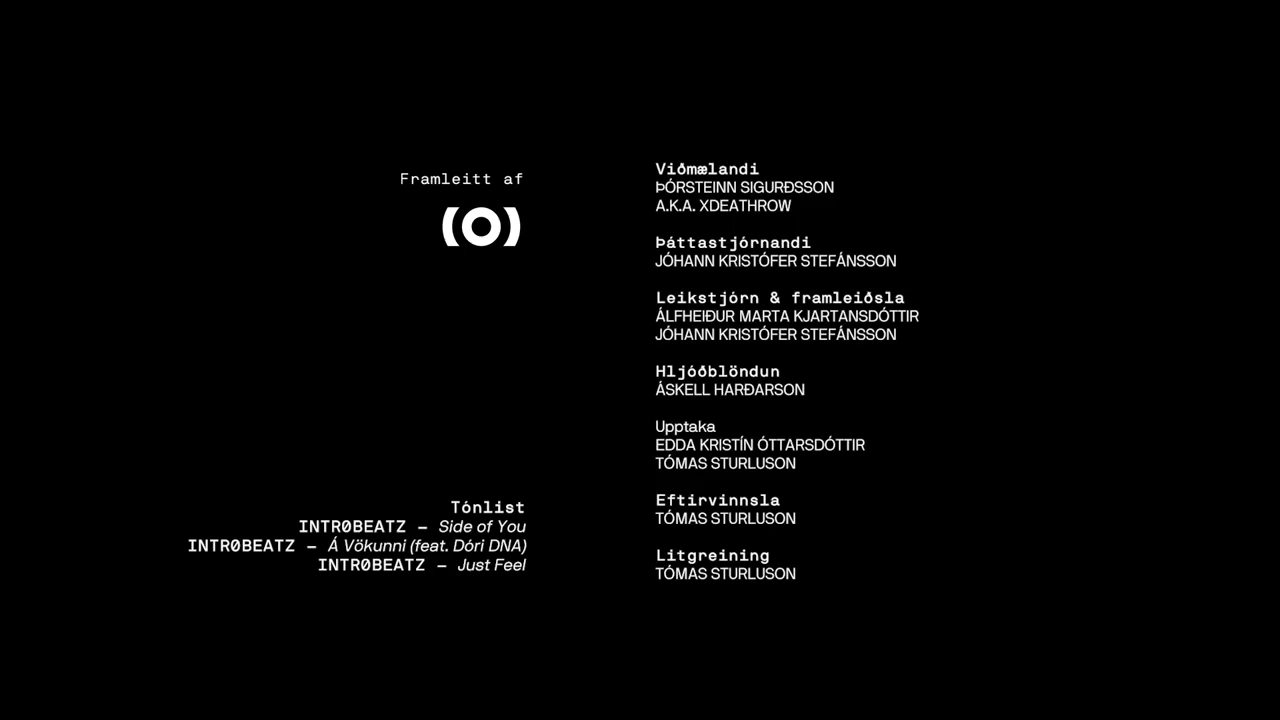 Framleitt af
(O)
Tónlist
INTR0BEATZ – Side of You
INTR0BEATZ – Á Vökunni (feat. Dóri DNA)
INTR0BEATZ – Just Feel
Viðmælandi
ÞÓRSTEINN SIGURÐSSON
A.K.A. XDEATHROW
Þáttastjórnandi
JÓHANN KRISTÓFER STEFÁNSSON
Leikstjórn & framleiðsla
ÁLFHEIÐUR MARTA KJARTANSDÓTTIR
JÓHANN KRISTÓFER STEFÁNSSON
Hljóðblöndun
ÁSKELL HARÐARSON
Upptaka
EDDA KRISTÍN ÓTTARSDÓTTIR
TÓMAS STURLUSON
Eftirvinnsla
TÓMAS STURLUSON
Litgreining
TÓMAS STURLUSON